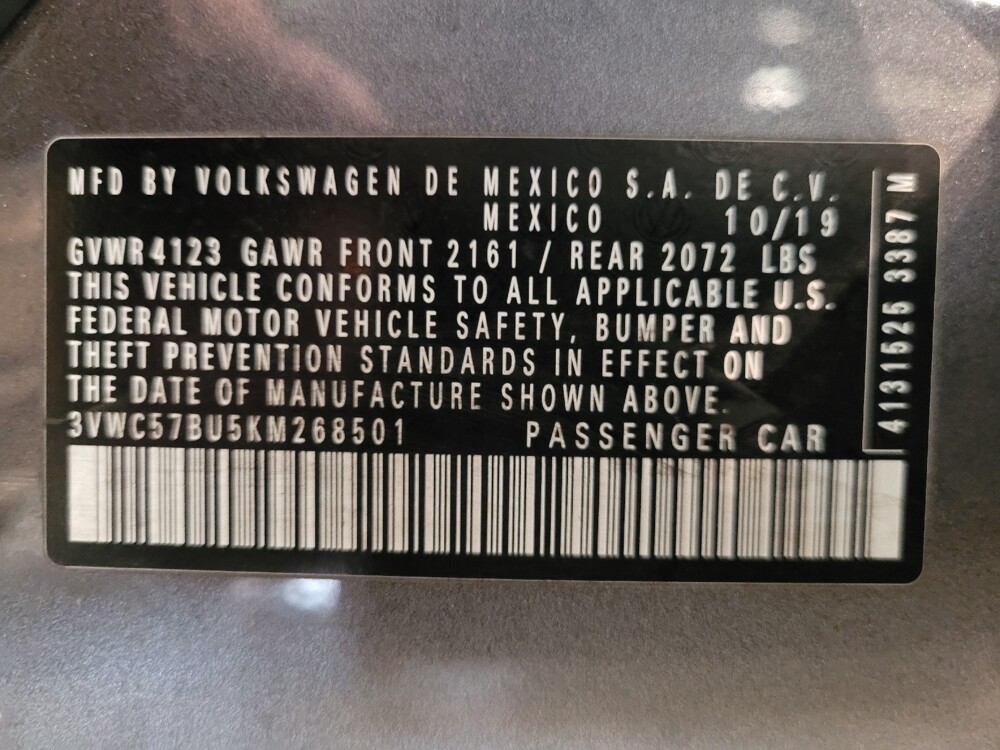 MFD BY VOLKSWAGEN DE MEXICO S.A. DE C.V.
MEXICO 10/19
GVWR4123 GAWR FRONT 2161 / REAR 2072 LBS
THIS VEHICLE CONFORMS TO ALL APPLICABLE U.S.
FEDERAL MOTOR VEHICLE SAFETY, BUMPER AND
THEFT PREVENTION STANDARDS IN EFFECT ON
THE DATE OF MANUFACTURE SHOWN ABOVE.
3VWC57BU5KM268501 PASSENGER CAR
4131525 3387 M